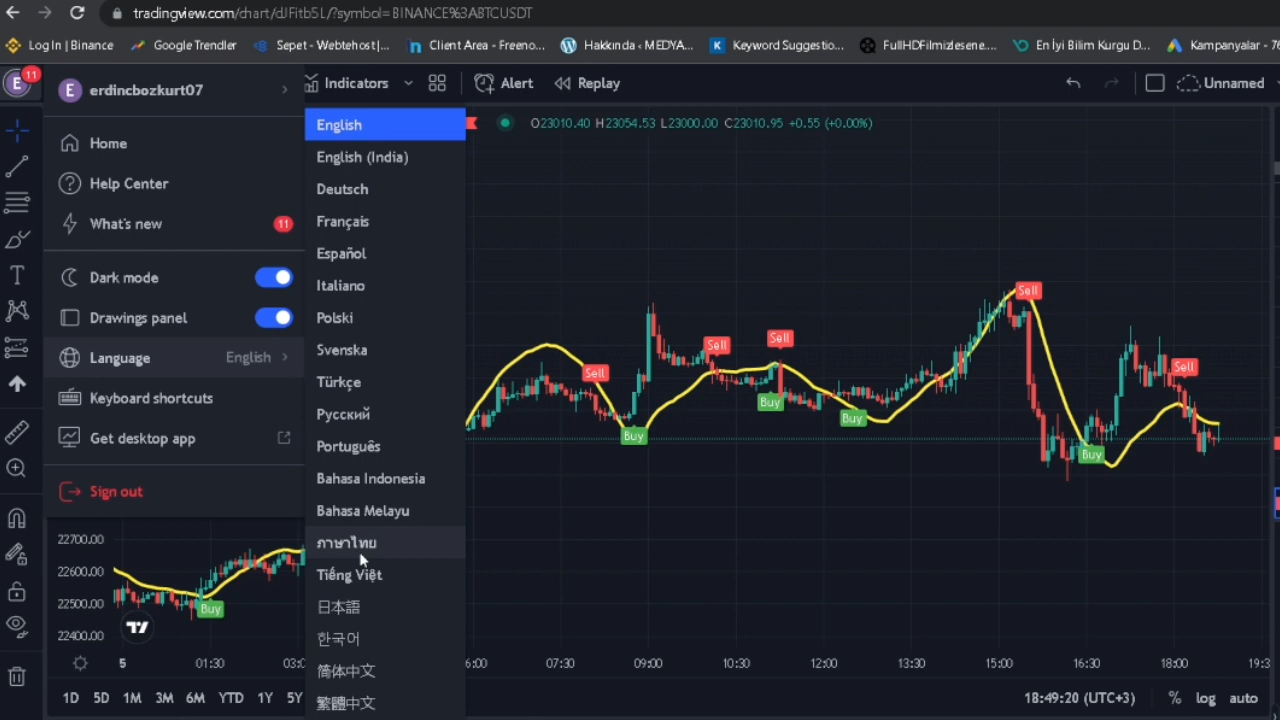 tradingview.com/chart/dJFitb5L/?symbol=BINANCE%3ABTCUSDT
Log In | Binance
Google Trendler
Sepet - Webtehost |...
Client Area - Freeno...
Hakkında ‹ MEDYA...
Keyword Suggestio...
FullHDFilmizlesene....
En İyi Bilim Kurgu D...
Kampanyalar - 76
E
11
E
erdincbozkurt07
Indicators
Alert
Replay
Unnamed
Home
Help Center
What's new
11
Dark mode
Drawings panel
Language
English
Keyboard shortcuts
Get desktop app
Sign out
English
English (India)
Deutsch
Français
Español
Italiano
Polski
Svenska
Türkçe
Русский
Português
Bahasa Indonesia
Bahasa Melayu
ภาษาไทย
Tiếng Việt
日本語
한국어
简体中文
繁體中文
O23010.40 H23054.53 L23000.00 C23010.95 +0.55 (+0.00%)
Sell
Sell
Sell
Sell
Sell
Buy
Buy
Buy
Buy
Buy
22700.00
22600.00
22500.00
22400.00
5
01:30
03:0
6:00
07:30
09:00
10:30
12:00
13:30
15:00
16:30
18:00
19:3
1D
5D
1M
3M
6M
YTD
1Y
5Y
18:49:20 (UTC+3)
%
log
auto